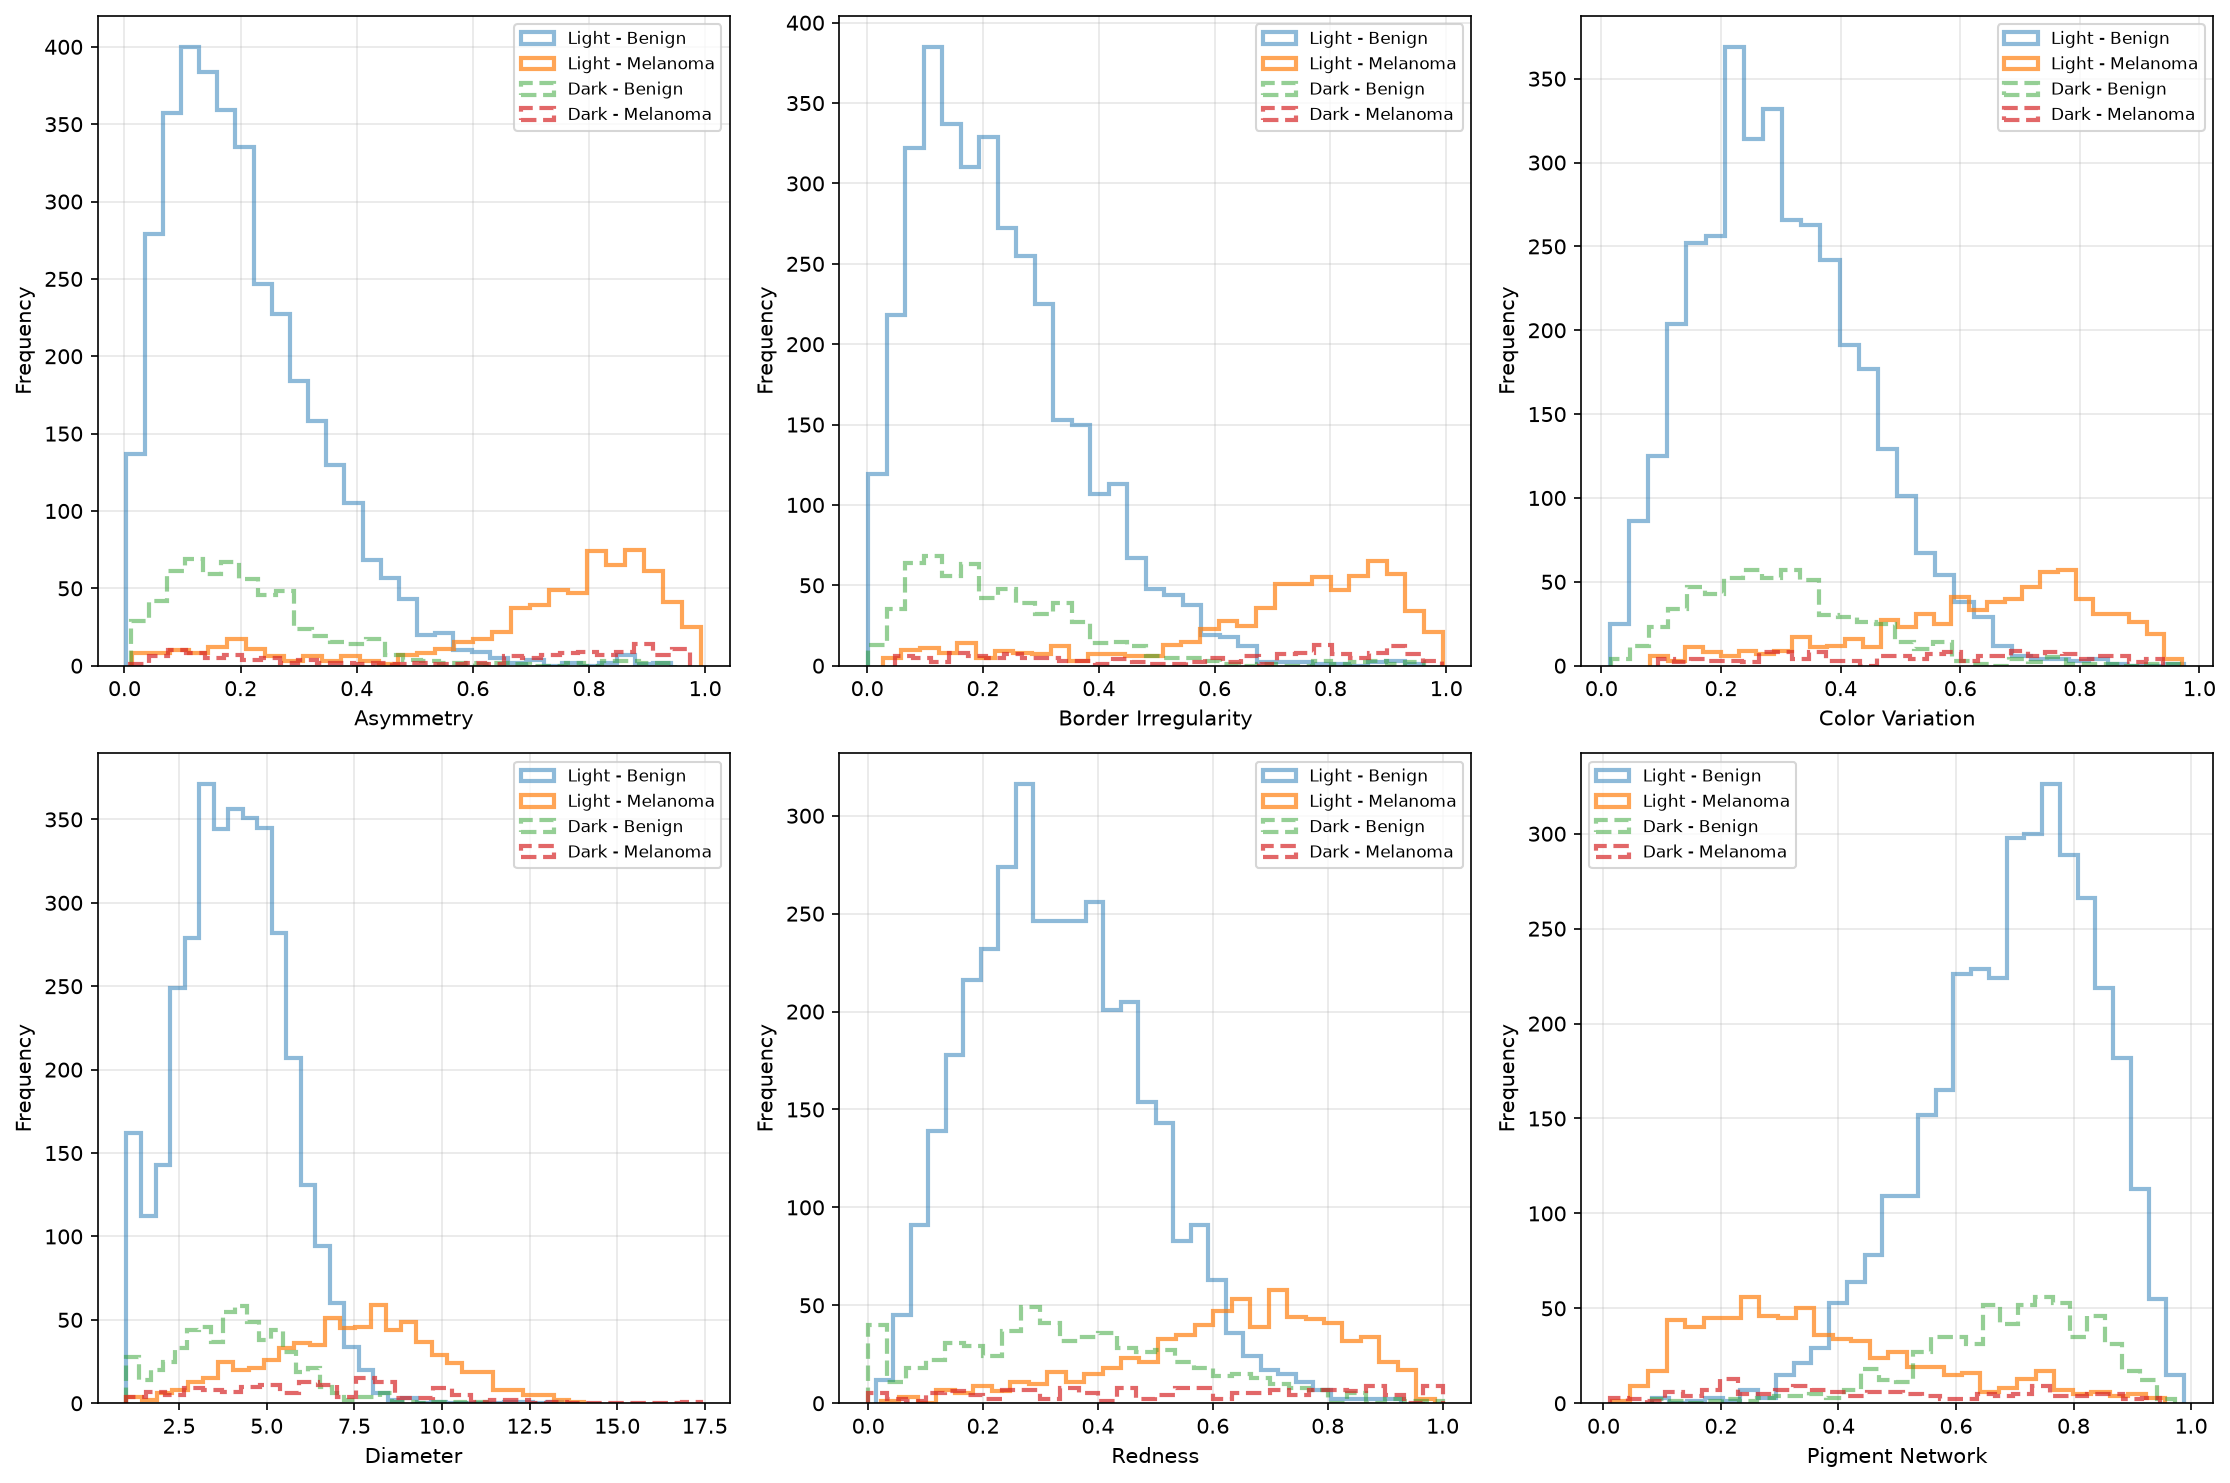 Frequency
400
350
300
250
200
150
100
50
0
Light - Benign
Light - Melanoma
Dark - Benign
Dark - Melanoma
0.0 0.2 0.4 0.6 0.8 1.0
Asymmetry
Frequency
400
350
300
250
200
150
100
50
0
Light - Benign
Light - Melanoma
Dark - Benign
Dark - Melanoma
0.0 0.2 0.4 0.6 0.8 1.0
Border Irregularity
Frequency
350
300
250
200
150
100
50
0
Light - Benign
Light - Melanoma
Dark - Benign
Dark - Melanoma
0.0 0.2 0.4 0.6 0.8 1.0
Color Variation
Frequency
350
300
250
200
150
100
50
0
Light - Benign
Light - Melanoma
Dark - Benign
Dark - Melanoma
2.5 5.0 7.5 10.0 12.5 15.0 17.5
Diameter
Frequency
300
250
200
150
100
50
0
Light - Benign
Light - Melanoma
Dark - Benign
Dark - Melanoma
0.0 0.2 0.4 0.6 0.8 1.0
Redness
Frequency
300
250
200
150
100
50
0
Light - Benign
Light - Melanoma
Dark - Benign
Dark - Melanoma
0.0 0.2 0.4 0.6 0.8 1.0
Pigment Network